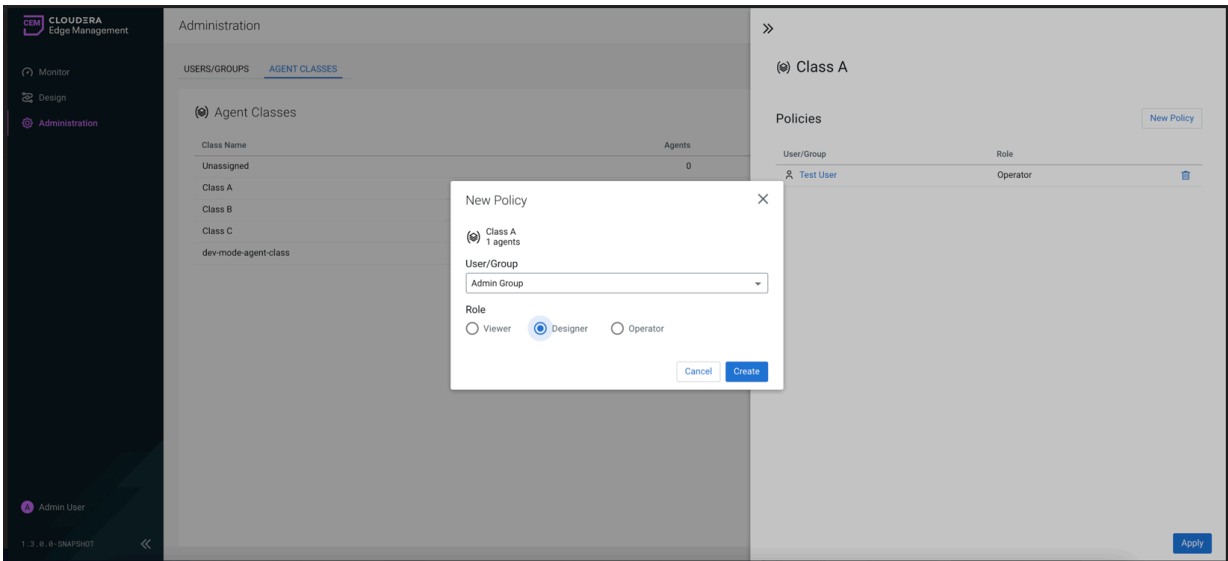 CEM CLOUDERA
Edge Management
Monitor
Design
Administration
Admin User
1.3.0.0-SNAPSHOT
Administration
USERS/GROUPS AGENT CLASSES
Agent Classes
Class Name Agents
Unassigned 0
Class A
Class B
Class C
dev-mode-agent-class
New Policy
Class A
1 agents
User/Group
Admin Group
Role
Viewer Designer Operator
Cancel Create
Class A
Policies New Policy
User/Group Role
Test User Operator
Apply